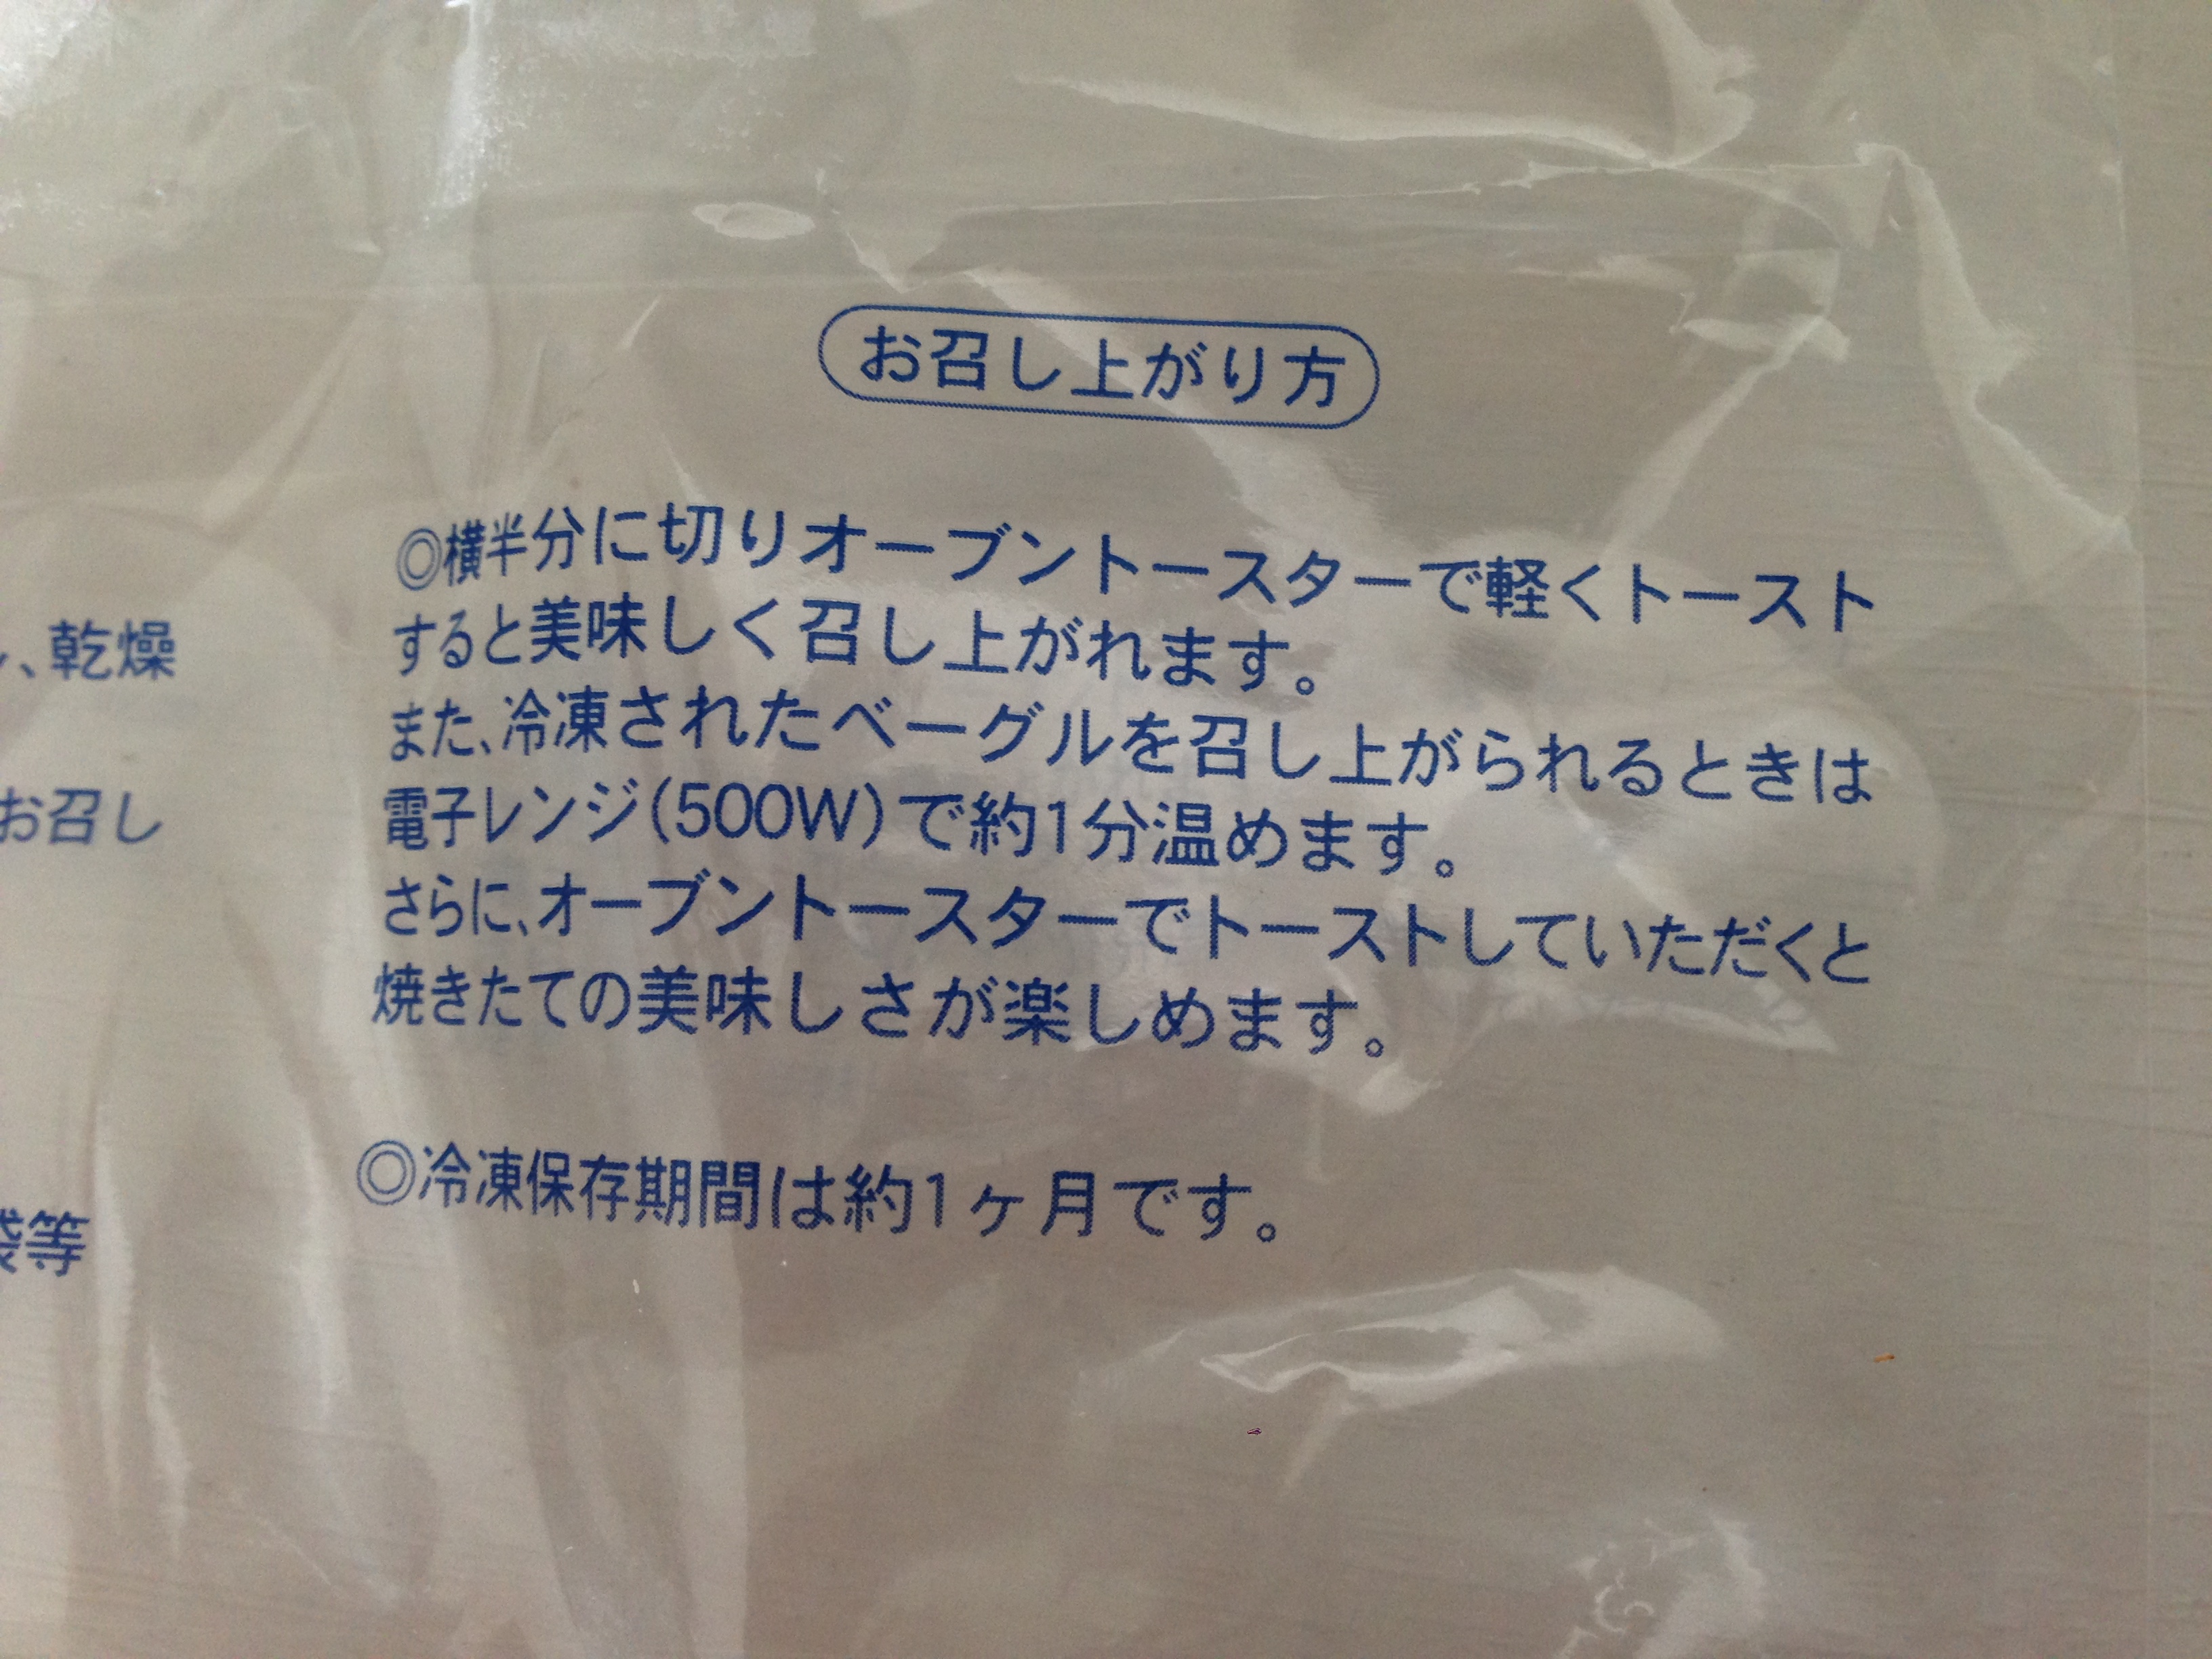 お召し上がり方
◎横半分に切りオーブントースターで軽くトースト
すると美味しく召し上がれます。
また、冷凍されたベーグルを召し上がられるときは
電子レンジ(500W)で約1分温めます。
さらに、オーブントースターでトーストしていただくと
焼きたての美味しさが楽しめます。
◎冷凍保存期間は約1ヶ月です。
、乾燥
お召し
袋等